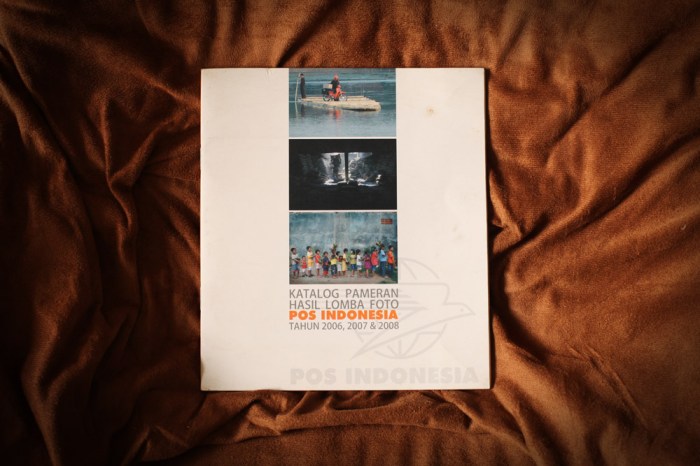 KATALOG PAMERAN
HASIL LOMBA FOTO
POS INDONESIA
TAHUN 2006, 2007 & 2008
POS INDONESIA